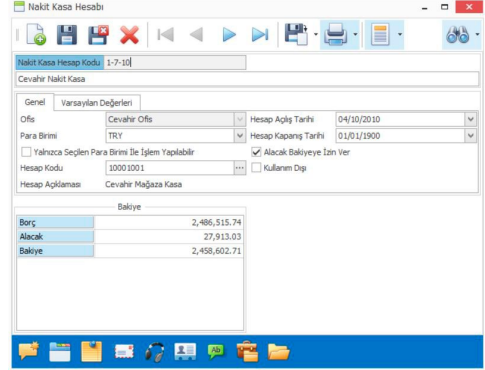 Nakit Kasa Hesabı
Nakit Kasa Hesap Kodu 1-7-10
Cevahir Nakit Kasa
Genel Varsayılan Değerleri
Ofis Cevahir Ofis Hesap Açılış Tarihi 04/10/2010
Para Birimi TRY Hesap Kapanış Tarihi 01/01/1900
Yalnızca Seçilen Para Birimi İle İşlem Yapılabilir Alacak Bakiyeye İzin Ver
Hesap Kodu 10001001 ... Kullanım Dışı
Hesap Açıklaması Cevahir Mağaza Kasa
Bakiye
Borç 2,486,515.74
Alacak 27,913.03
Bakiye 2,458,602.71
Ab